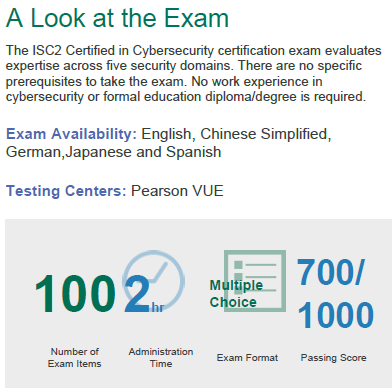 A Look at the Exam
The ISC2 Certified in Cybersecurity certification exam evaluates
expertise across five security domains. There are no specific
prerequisites to take the exam. No work experience in
cybersecurity or formal education diploma/degree is required.
Exam Availability: English, Chinese Simplified,
German,Japanese and Spanish
Testing Centers: Pearson VUE
100
Number of
Exam Items
2hr
Administration
Time
Multiple
Choice
Exam Format
700/
1000
Passing Score